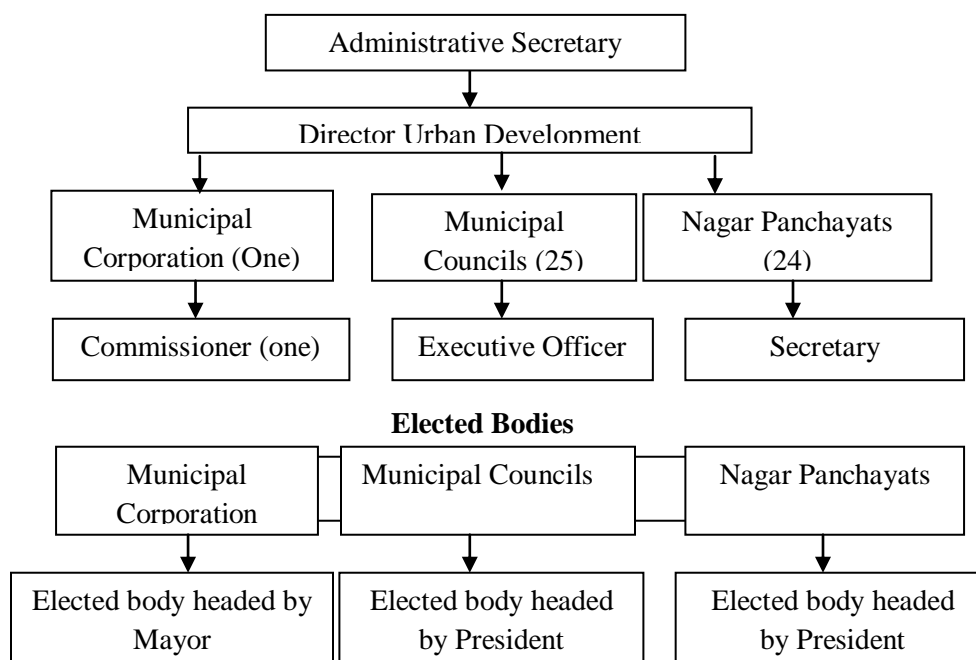 Administrative Secretary
Director Urban Development
Municipal
Corporation (One)
Municipal
Councils (25)
Nagar Panchayats
(24)
Commissioner (one)
Executive Officer
Secretary
Elected Bodies
Municipal
Corporation
Municipal Councils
Nagar Panchayats
Elected body headed by
Mayor
Elected body headed
by President
Elected body headed
by President